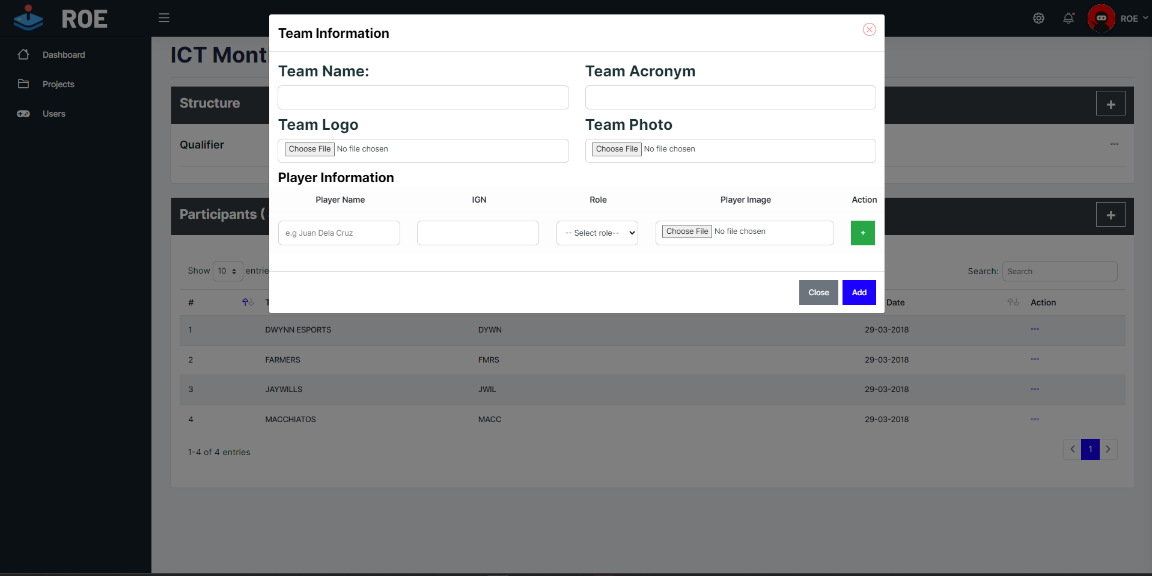 ROE
ROE
Dashboard
Projects
Users
ICT Mont
Structure
+
Qualifier
Participants (
+
Team Information
Team Name:
Team Acronym
Team Logo
Team Photo
Choose File No file chosen
Choose File No file chosen
Player Information
Player Name IGN Role Player Image Action
e.g Juan Dela Cruz -- Select role-- Choose File No file chosen +
Close Add
Show 10 entrie
Search: Search
# T Date Action
1 DWYNN ESPORTS DYWN 29-03-2018 ...
2 FARMERS FMRS 29-03-2018 ...
3 JAYWILLS JWIL 29-03-2018 ...
4 MACCHIATOS MACC 29-03-2018 ...
1-4 of 4 entries
< 1 >